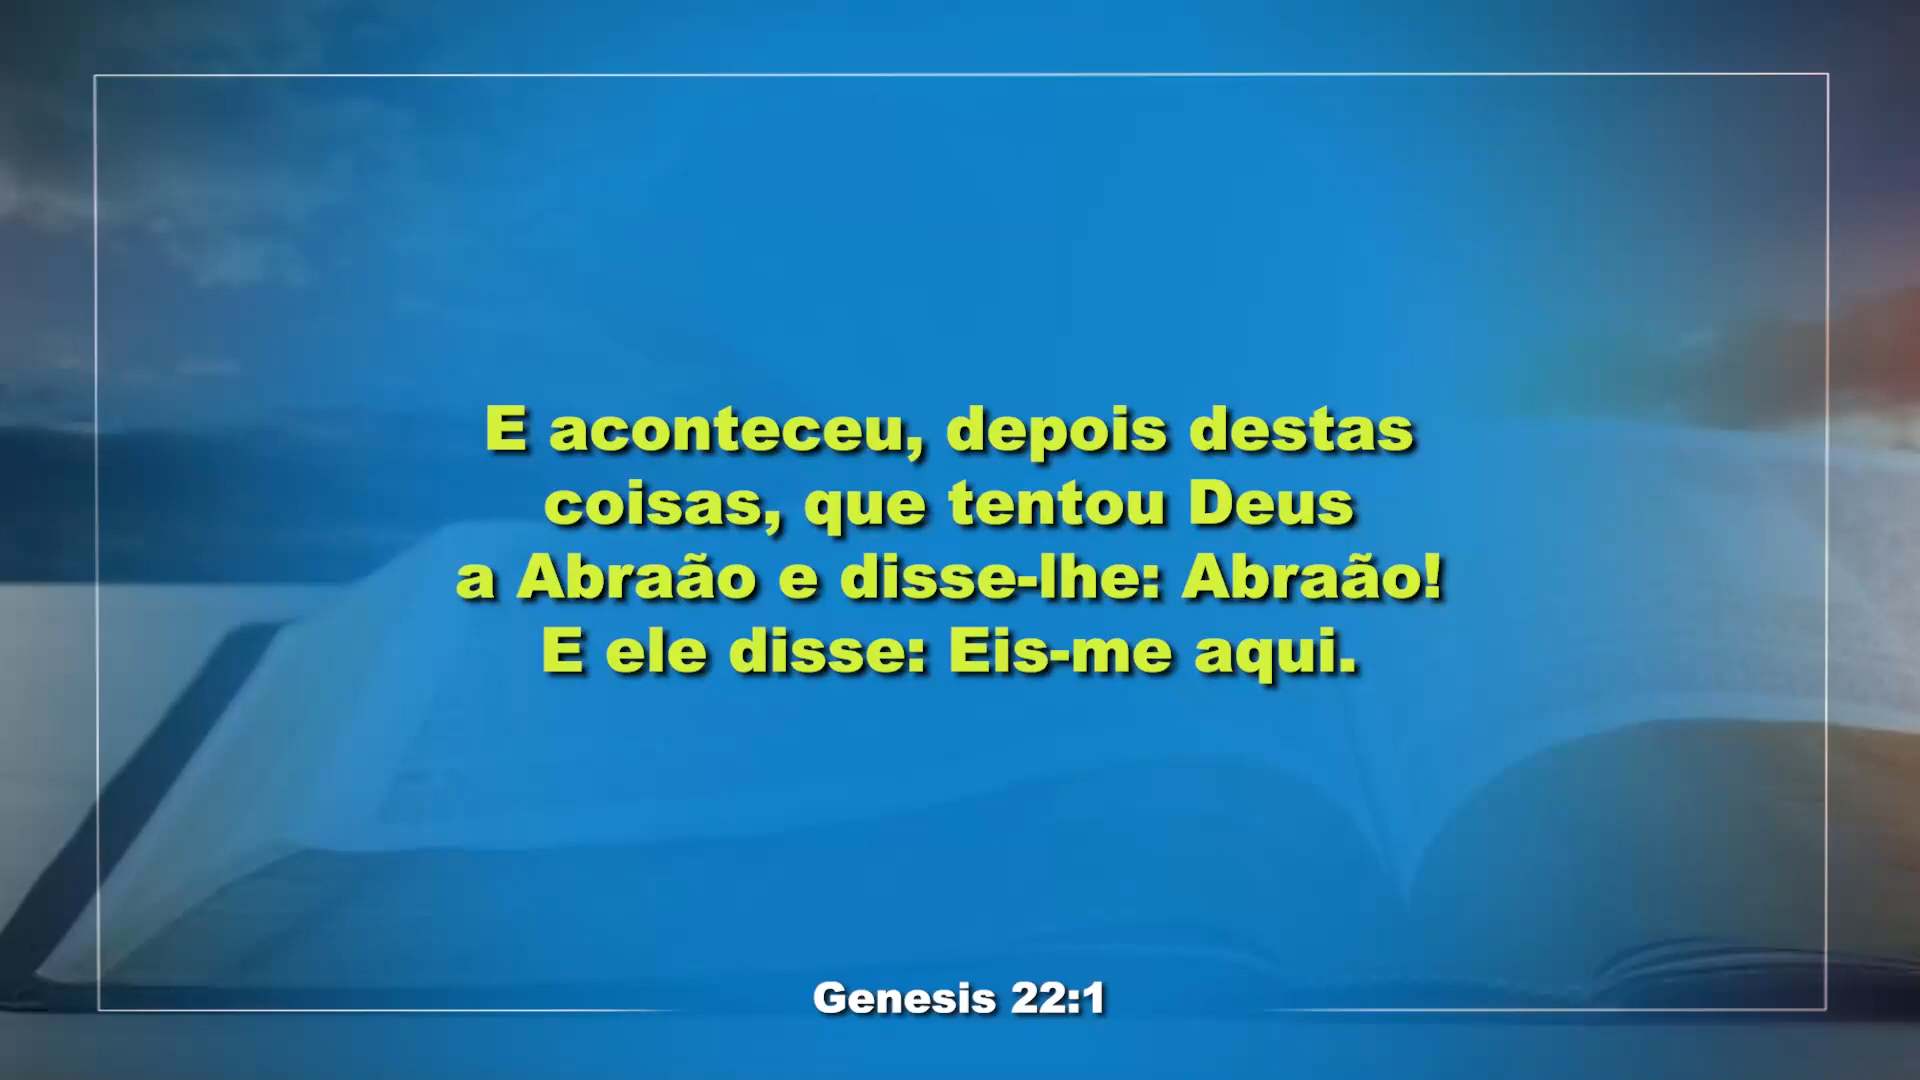 E aconteceu, depois destas
coisas, que tentou Deus
a Abraão e disse-lhe: Abraão!
E ele disse: Eis-me aqui.
Genesis 22:1